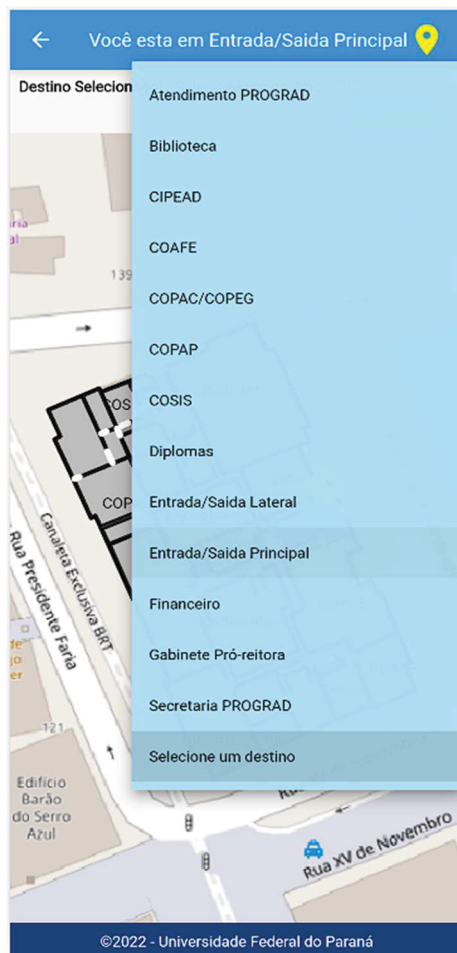 Você esta em Entrada/Saida Principal
Destino Selecion
Atendimento PROGRAD
Biblioteca
CIPEAD
COAFE
COPAC/COPEG
COPAP
COSIS
Diplomas
Entrada/Saida Lateral
Entrada/Saida Principal
Financeiro
Gabinete Pró-reitora
Secretaria PROGRAD
Selecione um destino
139
COS
COP
Canaleta Exclusiva BRT
Rua Presidente Faria
121
Edifício
Barão
do Serro
Azul
Rua XV de Novembro
©2022 - Universidade Federal do Paraná